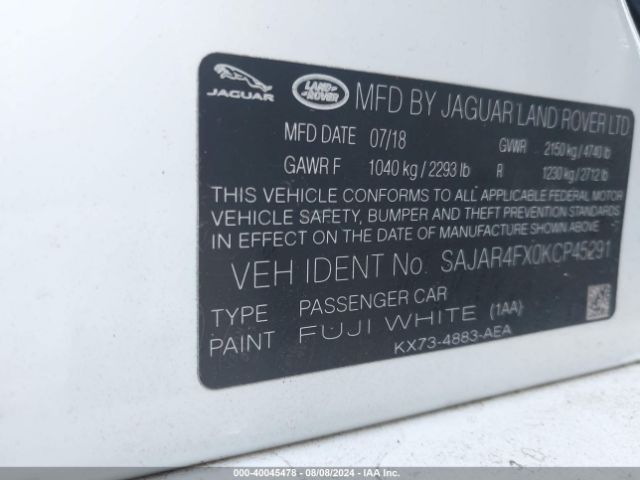 JAGUAR LAND ROVER MFD BY JAGUAR LAND ROVER LTD
MFD DATE 07/18 GVWR 2150 kg / 4740 lb
GAWR F 1040 kg / 2293 lb R 1230 kg / 2712 lb
THIS VEHICLE CONFORMS TO ALL APPLICABLE FEDERAL MOTOR
VEHICLE SAFETY, BUMPER AND THEFT PREVENTION STANDARDS
IN EFFECT ON THE DATE OF MANUFACTURE SHOWN ABOVE.
VEH IDENT No. SAJAR4FX0KCP45291
TYPE PASSENGER CAR
PAINT FUJI WHITE (1AA)
KX73-4883-AEA
000-40045478 - 08/08/2024 - IAA Inc.